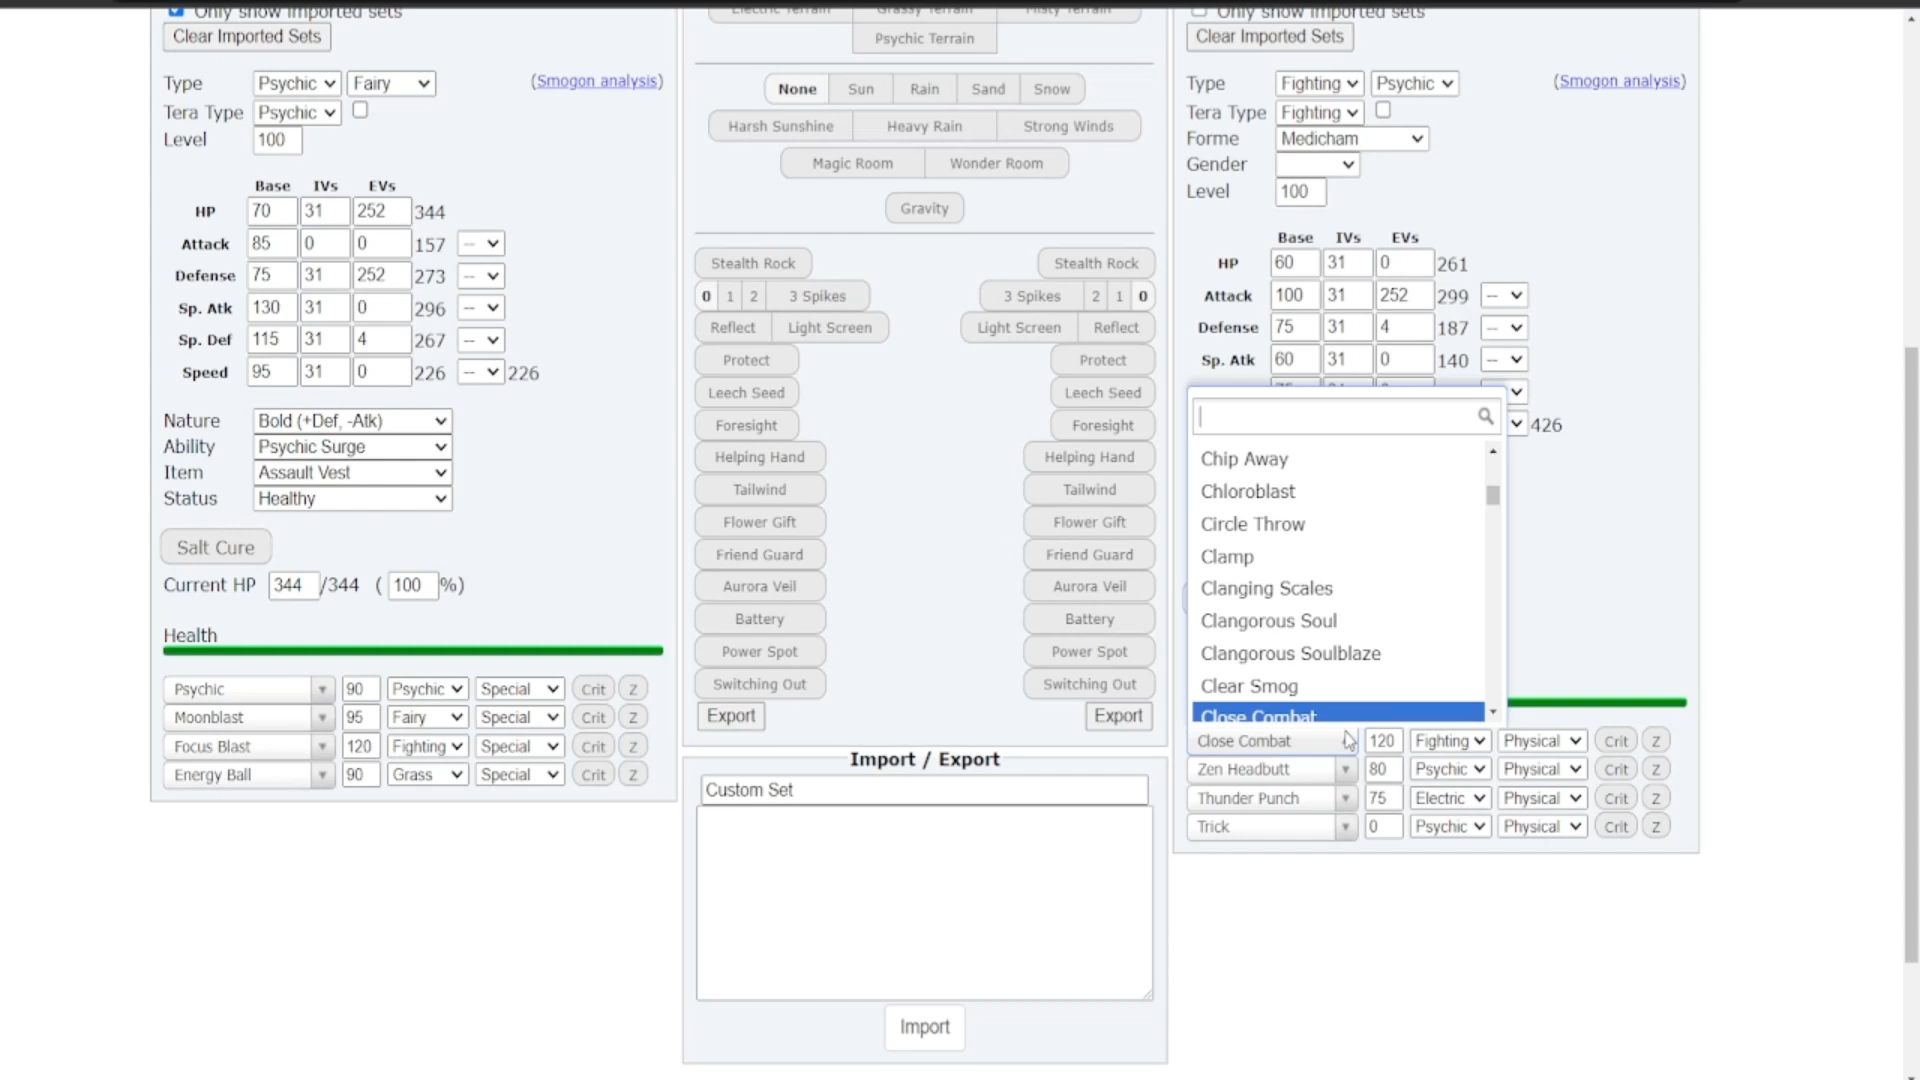 Only show imported sets
Clear Imported Sets
Type Psychic Fairy (Smogon analysis)
Tera Type Psychic
Level 100
Base IVs EVs
HP 70 31 252 344
Attack 85 0 0 157 --
Defense 75 31 252 273 --
Sp. Atk 130 31 0 296 --
Sp. Def 115 31 4 267 --
Speed 95 31 0 226 -- 226
Nature Bold (+Def, -Atk)
Ability Psychic Surge
Item Assault Vest
Status Healthy
Salt Cure
Current HP 344 /344 ( 100 %)
Health
Psychic 90 Psychic Special Crit Z
Moonblast 95 Fairy Special Crit Z
Focus Blast 120 Fighting Special Crit Z
Energy Ball 90 Grass Special Crit Z
Electric Terrain Grassy Terrain Misty Terrain
Psychic Terrain
None Sun Rain Sand Snow
Harsh Sunshine Heavy Rain Strong Winds
Magic Room Wonder Room
Gravity
Stealth Rock Stealth Rock
0 1 2 3 Spikes 3 Spikes 2 1 0
Reflect Light Screen Light Screen Reflect
Protect Protect
Leech Seed Leech Seed
Foresight Foresight
Helping Hand Helping Hand
Tailwind Tailwind
Flower Gift Flower Gift
Friend Guard Friend Guard
Aurora Veil Aurora Veil
Battery Battery
Power Spot Power Spot
Switching Out Switching Out
Export Export
Import / Export
Custom Set
Import
Only show imported sets
Clear Imported Sets
Type Fighting Psychic (Smogon analysis)
Tera Type Fighting
Forme Medicham
Gender
Level 100
Base IVs EVs
HP 60 31 0 261
Attack 100 31 252 299 --
Defense 75 31 4 187 --
Sp. Atk 60 31 0 140 --
426
Chip Away
Chloroblast
Circle Throw
Clamp
Clanging Scales
Clangorous Soul
Clangorous Soulblaze
Clear Smog
Close Combat
Close Combat 120 Fighting Physical Crit Z
Zen Headbutt 80 Psychic Physical Crit Z
Thunder Punch 75 Electric Physical Crit Z
Trick 0 Psychic Physical Crit Z